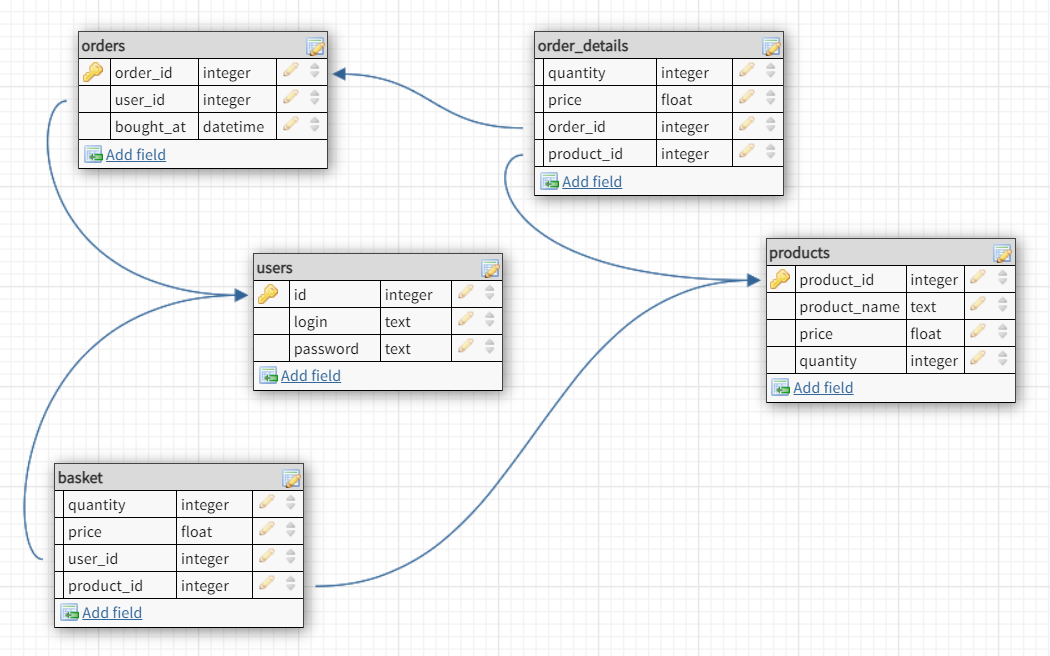 orders
order_id integer
user_id integer
bought_at datetime
Add field
order_details
quantity integer
price float
order_id integer
product_id integer
Add field
users
id integer
login text
password text
Add field
products
product_id integer
product_name text
price float
quantity integer
Add field
basket
quantity integer
price float
user_id integer
product_id integer
Add field